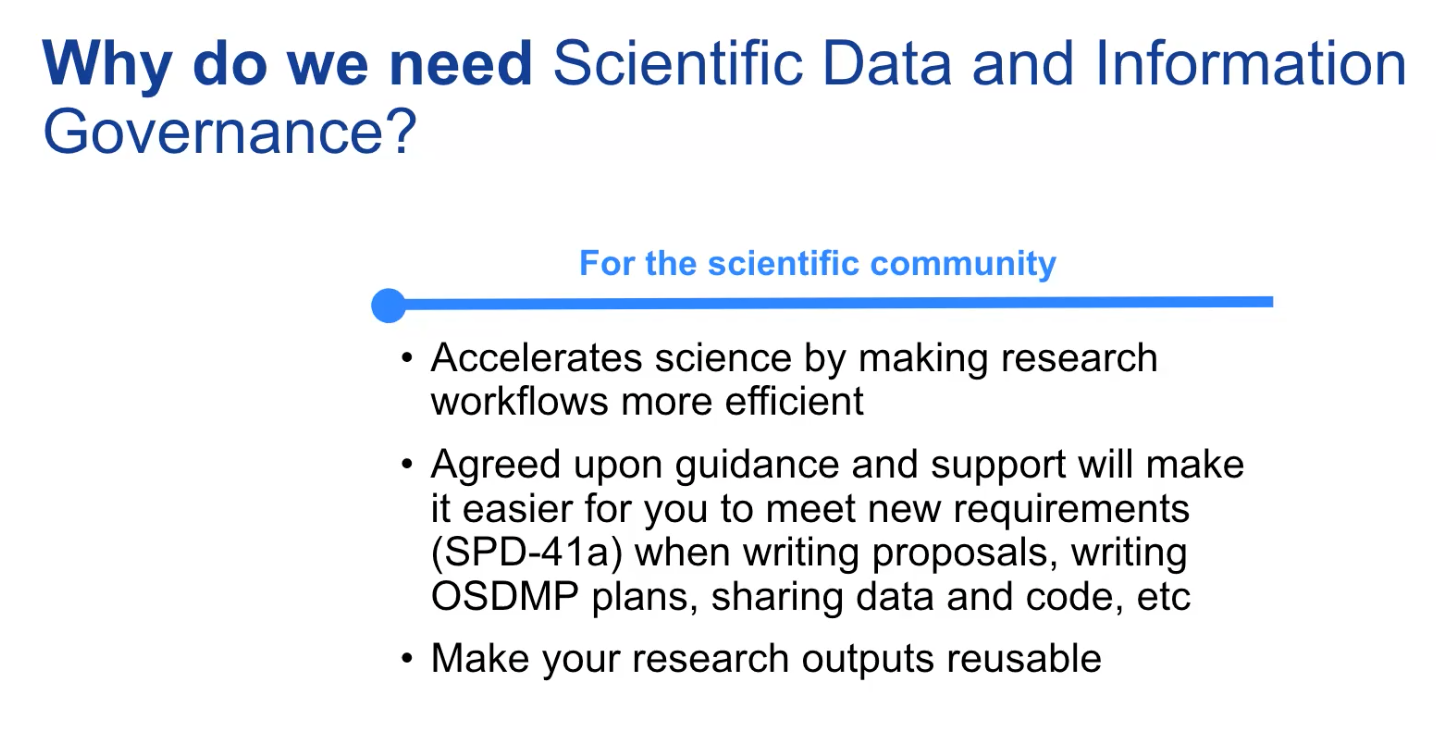 Why do we need Scientific Data and Information
Governance?
For the scientific community
• Accelerates science by making research
workflows more efficient
• Agreed upon guidance and support will make
it easier for you to meet new requirements
(SPD-41a) when writing proposals, writing
OSDMP plans, sharing data and code, etc
• Make your research outputs reusable